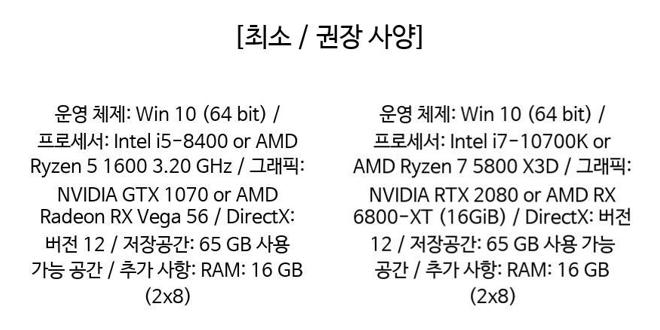 [최소 / 권장 사양]
운영 체제: Win 10 (64 bit) /
프로세서: Intel i5-8400 or AMD
Ryzen 5 1600 3.20 GHz / 그래픽:
NVIDIA GTX 1070 or AMD
Radeon RX Vega 56 / DirectX:
버전 12 / 저장공간: 65 GB 사용
가능 공간 / 추가 사항: RAM: 16 GB
(2x8)
운영 체제: Win 10 (64 bit) /
프로세서: Intel i7-10700K or
AMD Ryzen 7 5800 X3D / 그래픽:
NVIDIA RTX 2080 or AMD RX
6800-XT (16GiB) / DirectX: 버전
12 / 저장공간: 65 GB 사용 가능
공간 / 추가 사항: RAM: 16 GB
(2x8)